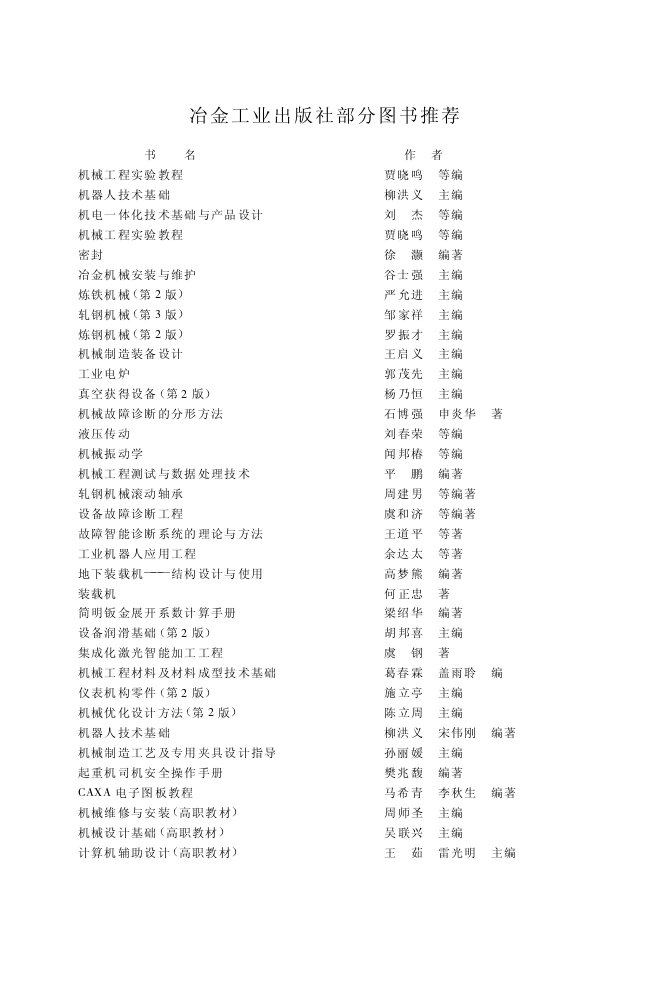 冶金工业出版社部分图书推荐
书 名 作 者
机械工程实验教程 贾晓鸣 等编
机器人技术基础 柳洪义 主编
机电一体化技术基础与产品设计 刘 杰 等编
机械工程实验教程 贾晓鸣 等编
密封 徐 灏 编著
冶金机械安装与维护 谷士强 主编
炼铁机械(第 2 版) 严允进 主编
轧钢机械(第 3 版) 邹家祥 主编
炼钢机械(第 2 版) 罗振才 主编
机械制造装备设计 王启义 主编
工业电炉 郭茂先 主编
真空获得设备(第 2 版) 杨乃恒 主编
机械故障诊断的分形方法 石博强 申炎华 著
液压传动 刘春荣 等编
机械振动学 闻邦椿 等编
机械工程测试与数据处理技术 平 鹏 编著
轧钢机械滚动轴承 周建男 等编著
设备故障诊断工程 虞和济 等编著
故障智能诊断系统的理论与方法 王道平 等著
工业机器人应用工程 余达太 等著
地下装载机——结构设计与使用 高梦熊 编著
装载机 何正忠 著
简明钣金展开系数计算手册 梁绍华 编著
设备润滑基础(第 2 版) 胡邦喜 主编
集成化激光智能加工工程 虞 钢 著
机械工程材料及材料成型技术基础 葛春霖 盖雨聆 编
仪表机构零件(第 2 版) 施立亭 主编
机械优化设计方法(第 2 版) 陈立周 主编
机器人技术基础 柳洪义 宋伟刚 编著
机械制造工艺及专用夹具设计指导 孙丽媛 主编
起重机司机安全操作手册 樊兆馥 编著
CAXA 电子图板教程 马希青 李秋生 编著
机械维修与安装(高职教材) 周师圣 主编
机械设计基础(高职教材) 吴联兴 主编
计算机辅助设计(高职教材) 王 茹 雷光明 主编